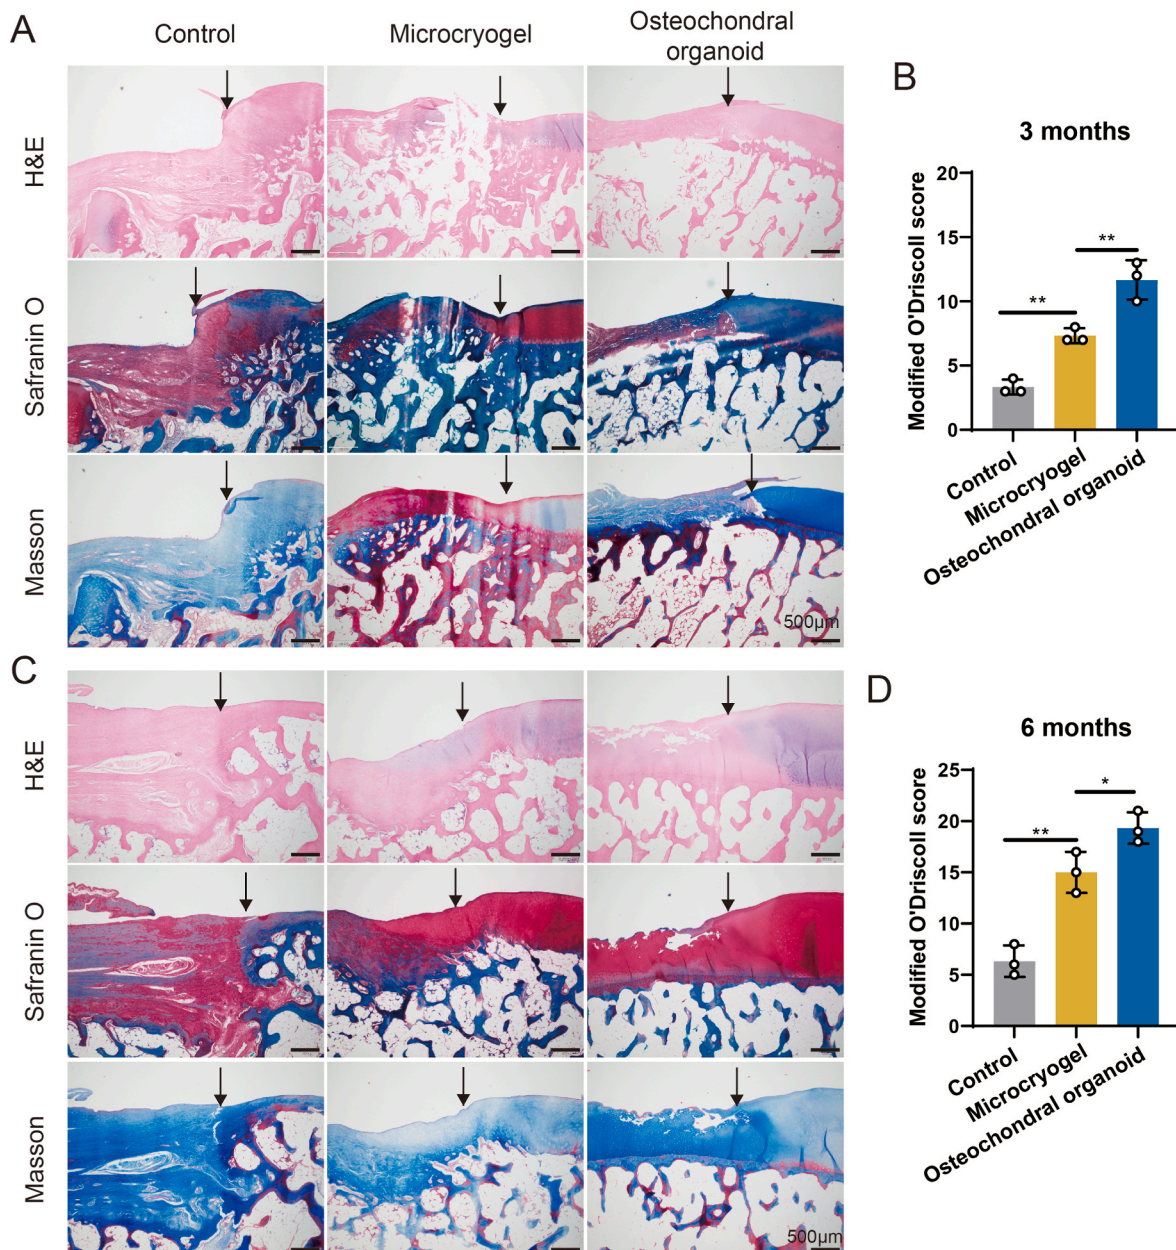 A
Control
Microcryogel
Osteochondral
organoid
H&E
Safranin O
Masson
500μm
B
3 months
Modified O'Driscoll score
20
15
10
5
0
**
**
Control
Microcryogel
Osteochondral organoid
C
H&E
Safranin O
Masson
500μm
D
6 months
Modified O'Driscoll score
25
20
15
10
5
0
**
*
Control
Microcryogel
Osteochondral organoid